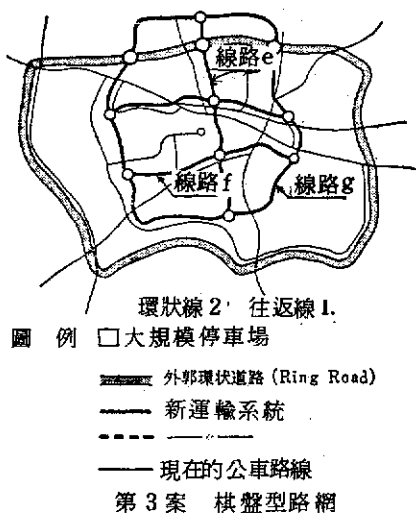 線路e
線路f
線路g
環狀線2, 往返線1.
圖 例 □大規模停車場
外郭環状道路 (Ring Road)
新運輸系統
現在的公車路線
第3案 棋盤型路網